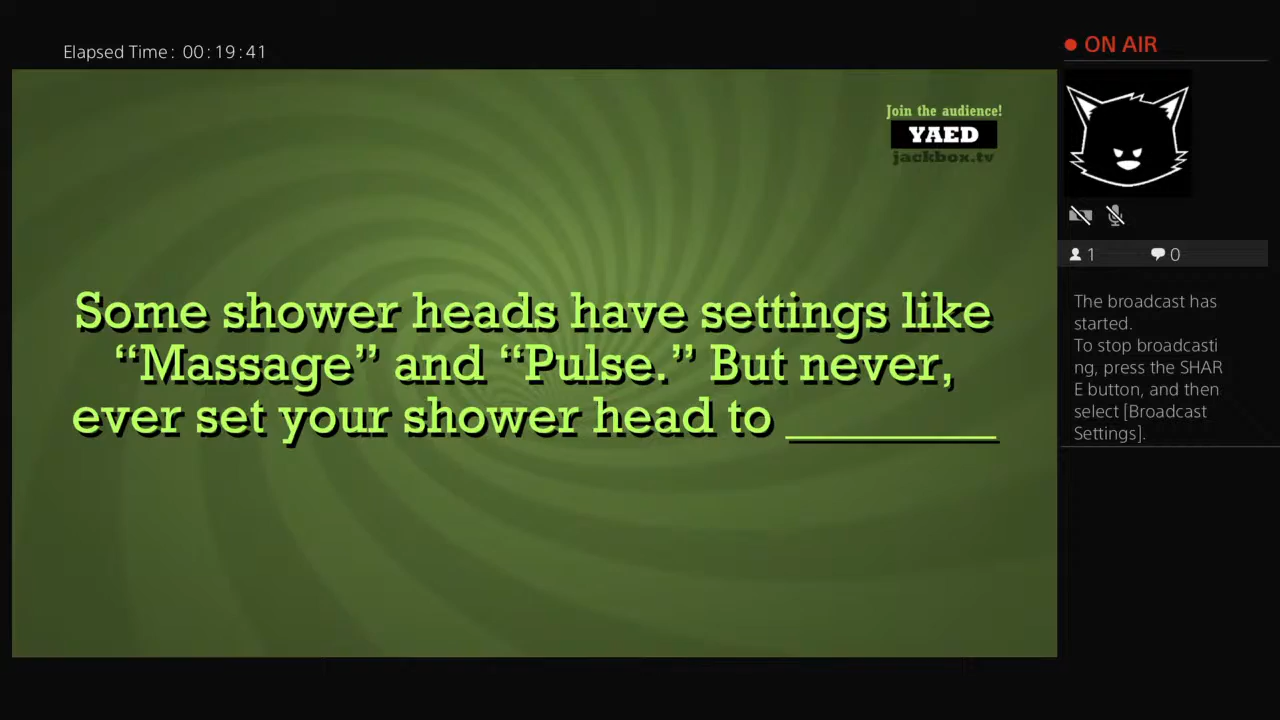 Elapsed Time: 00:19:41
ON AIR
Join the audience!
YAED
jackbox.tv
1
0
Some shower heads have settings like
“Massage” and “Pulse.” But never,
ever set your shower head to ________
The broadcast has
started.
To stop broadcasti
ng, press the SHAR
E button, and then
select [Broadcast
Settings].